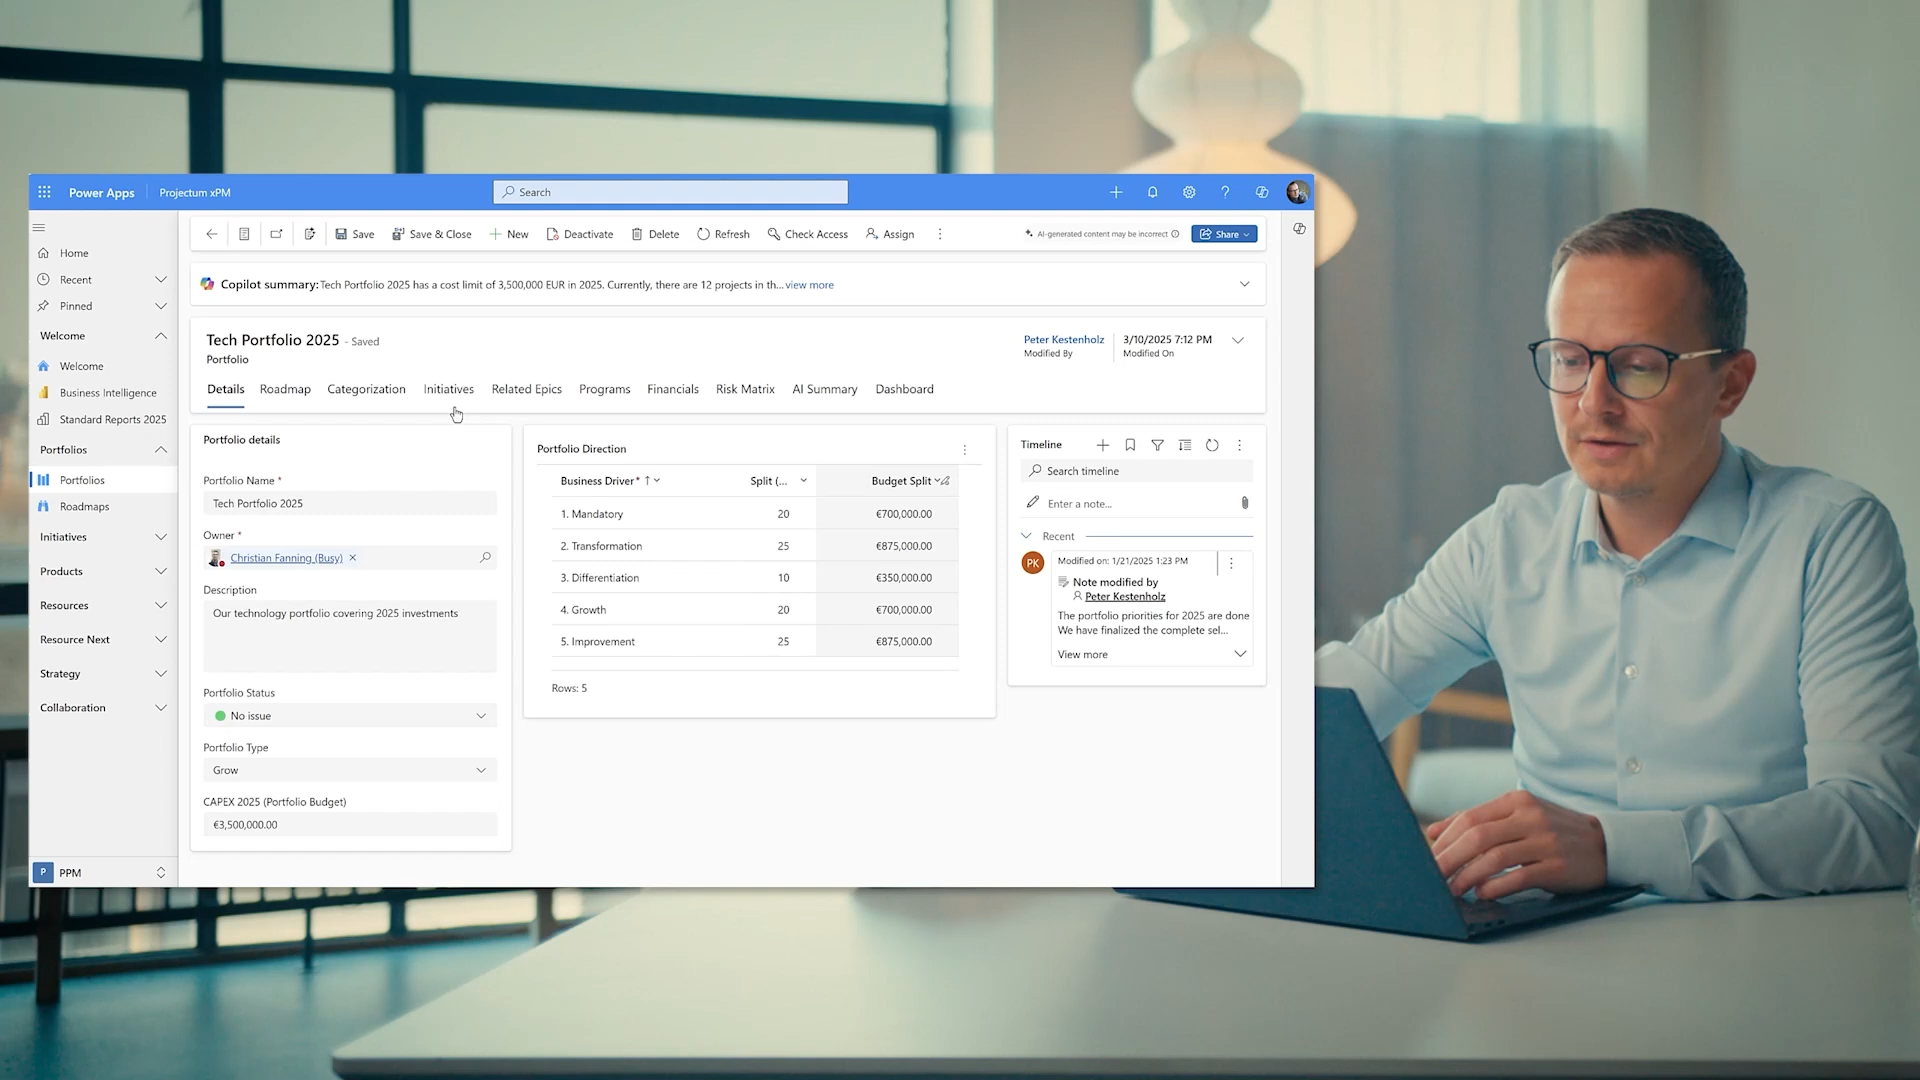 Power Apps
Projectum xPM
Search
Save
Save & Close
New
Deactivate
Delete
Refresh
Check Access
Assign
AI-generated content may be incorrect
Share
Home
Recent
Pinned
Welcome
Welcome
Business Intelligence
Standard Reports 2025
Portfolios
Portfolios
Roadmaps
Initiatives
Products
Resources
Resource Next
Strategy
Collaboration
P PPM
Copilot summary: Tech Portfolio 2025 has a cost limit of 3,500,000 EUR in 2025. Currently, there are 12 projects in th... view more
Tech Portfolio 2025 - Saved
Portfolio
Peter Kestenholz
Modified By
3/10/2025 7:12 PM
Modified On
Details Roadmap Categorization Initiatives Related Epics Programs Financials Risk Matrix AI Summary Dashboard
Portfolio details
Portfolio Name *
Tech Portfolio 2025
Owner *
Christian Fanning (Busy)
Description
Our technology portfolio covering 2025 investments
Portfolio Status
No issue
Portfolio Type
Grow
CAPEX 2025 (Portfolio Budget)
€3,500,000.00
Portfolio Direction
Business Driver * Split (... Budget Split
1. Mandatory 20 €700,000.00
2. Transformation 25 €875,000.00
3. Differentiation 10 €350,000.00
4. Growth 20 €700,000.00
5. Improvement 25 €875,000.00
Rows: 5
Timeline
Search timeline
Enter a note...
Recent
PK
Modified on: 1/21/2025 1:23 PM
Note modified by
Peter Kestenholz
The portfolio priorities for 2025 are done
We have finalized the complete sel...
View more